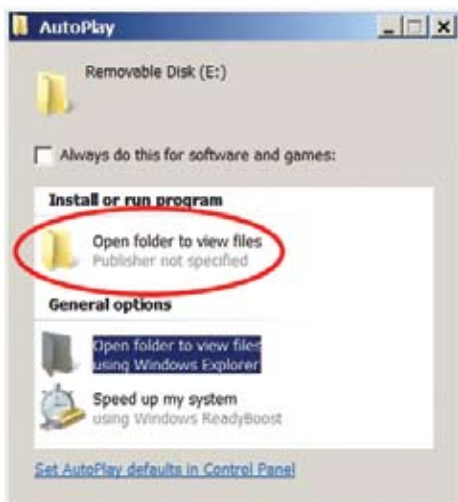 AutoPlay
Removable Disk (E:)
Always do this for software and games:
Install or run program
Open folder to view files
Publisher not specified
General options
Open folder to view files
using Windows Explorer
Speed up my system
using Windows ReadyBoost
Set AutoPlay defaults in Control Panel